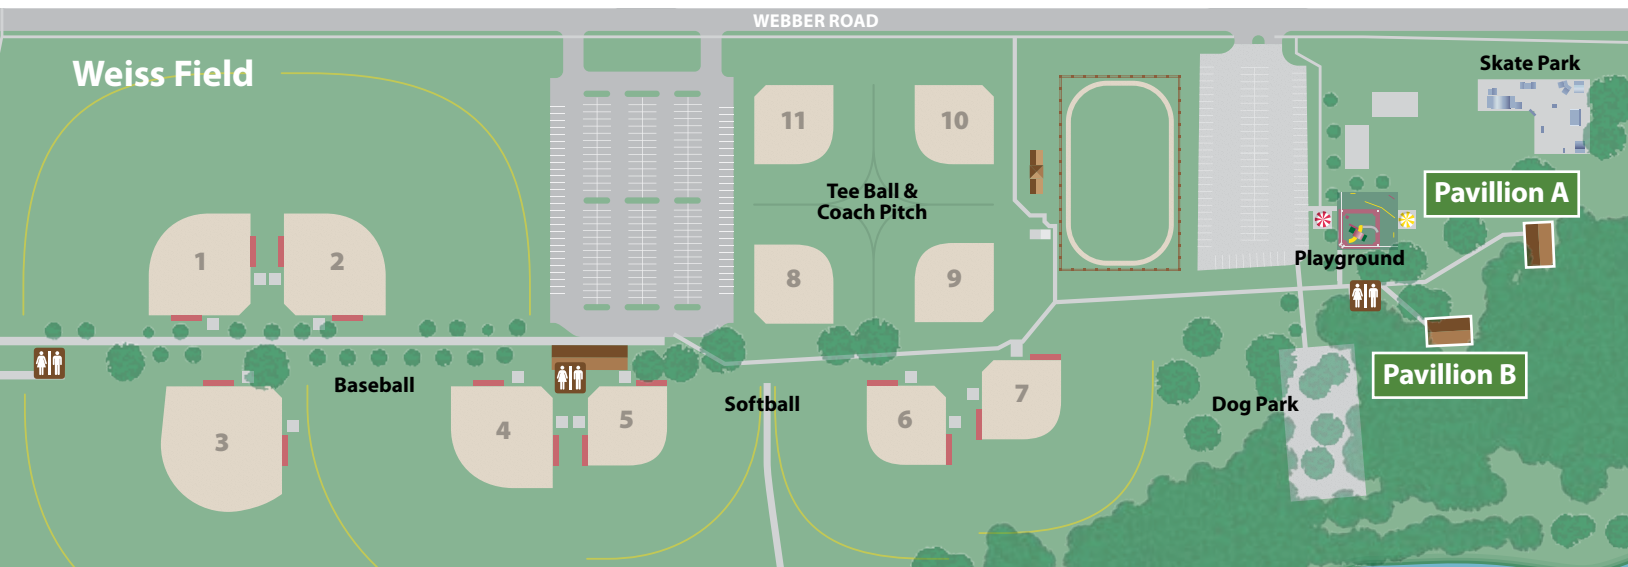 WEBBER ROAD
Weiss Field
Skate Park
11
10
Tee Ball &
Coach Pitch
Pavillion A
1
2
8
9
Playground
Baseball
Softball
Dog Park
Pavillion B
3
4
5
6
7